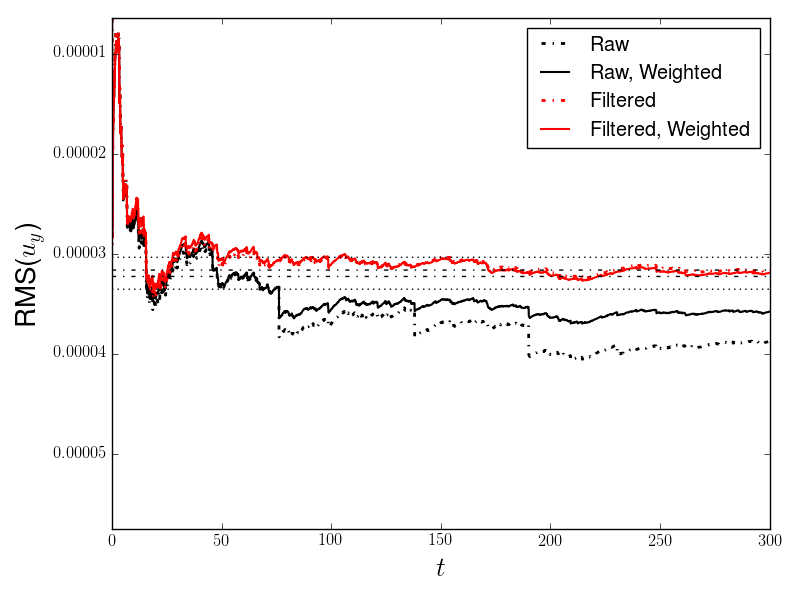 0.00001
0.00002
0.00003
0.00004
0.00005
RMS(u_y)
0 50 100 150 200 250 300
t
Raw
Raw, Weighted
Filtered
Filtered, Weighted